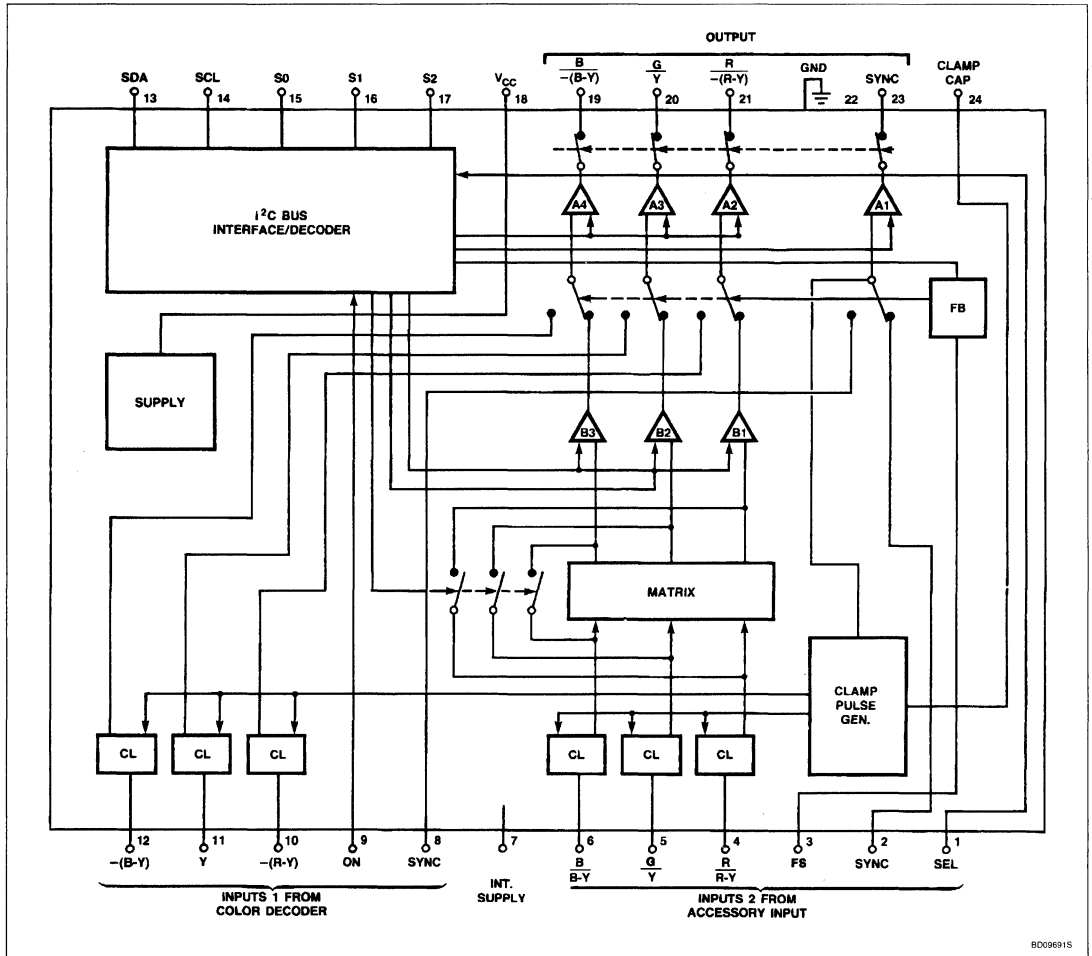 OUTPUT
B
-(B-Y)
G
Y
R
-(R-Y)
GND
CLAMP
CAP
SDA
SCL
S0
S1
S2
VCC
SYNC
13
14
15
16
17
18
19
20
21
22
23
24
I²C BUS
INTERFACE/DECODER
A4
A3
A2
A1
FB
SUPPLY
B3
B2
B1
MATRIX
CLAMP
PULSE
GEN.
CL
CL
CL
CL
CL
CL
12
11
10
9
8
7
6
5
4
3
2
1
-(B-Y)
Y
-(R-Y)
ON
SYNC
INT.
SUPPLY
B
B-Y
G
Y
R
R-Y
FS
SYNC
SEL
INPUTS 1 FROM
COLOR DECODER
INPUTS 2 FROM
ACCESSORY INPUT
BD09691S